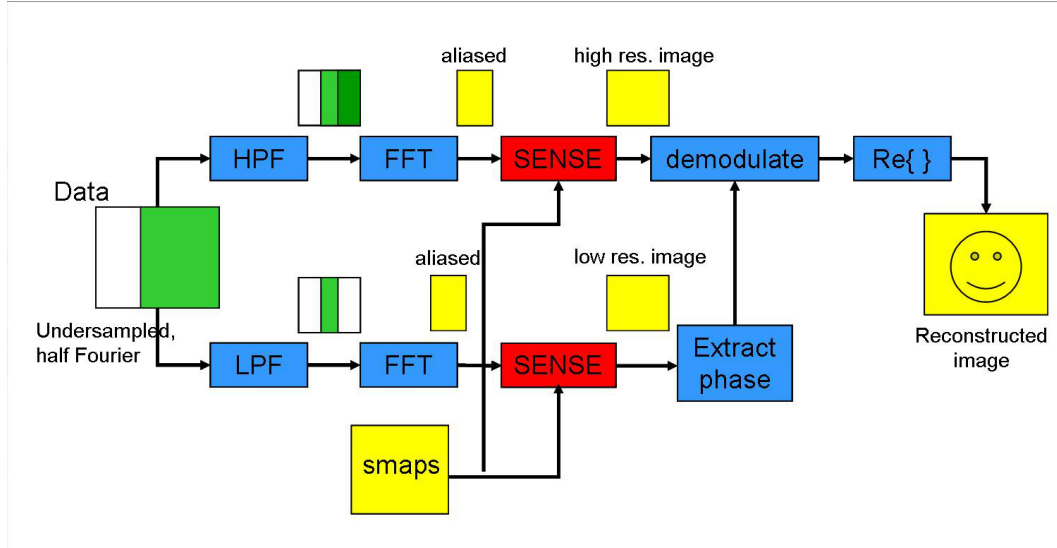 aliased
high res. image
HPF
FFT
SENSE
demodulate
Re{ }
Data
aliased
low res. image
Undersampled,
half Fourier
LPF
FFT
SENSE
Extract
phase
Reconstructed
image
smaps